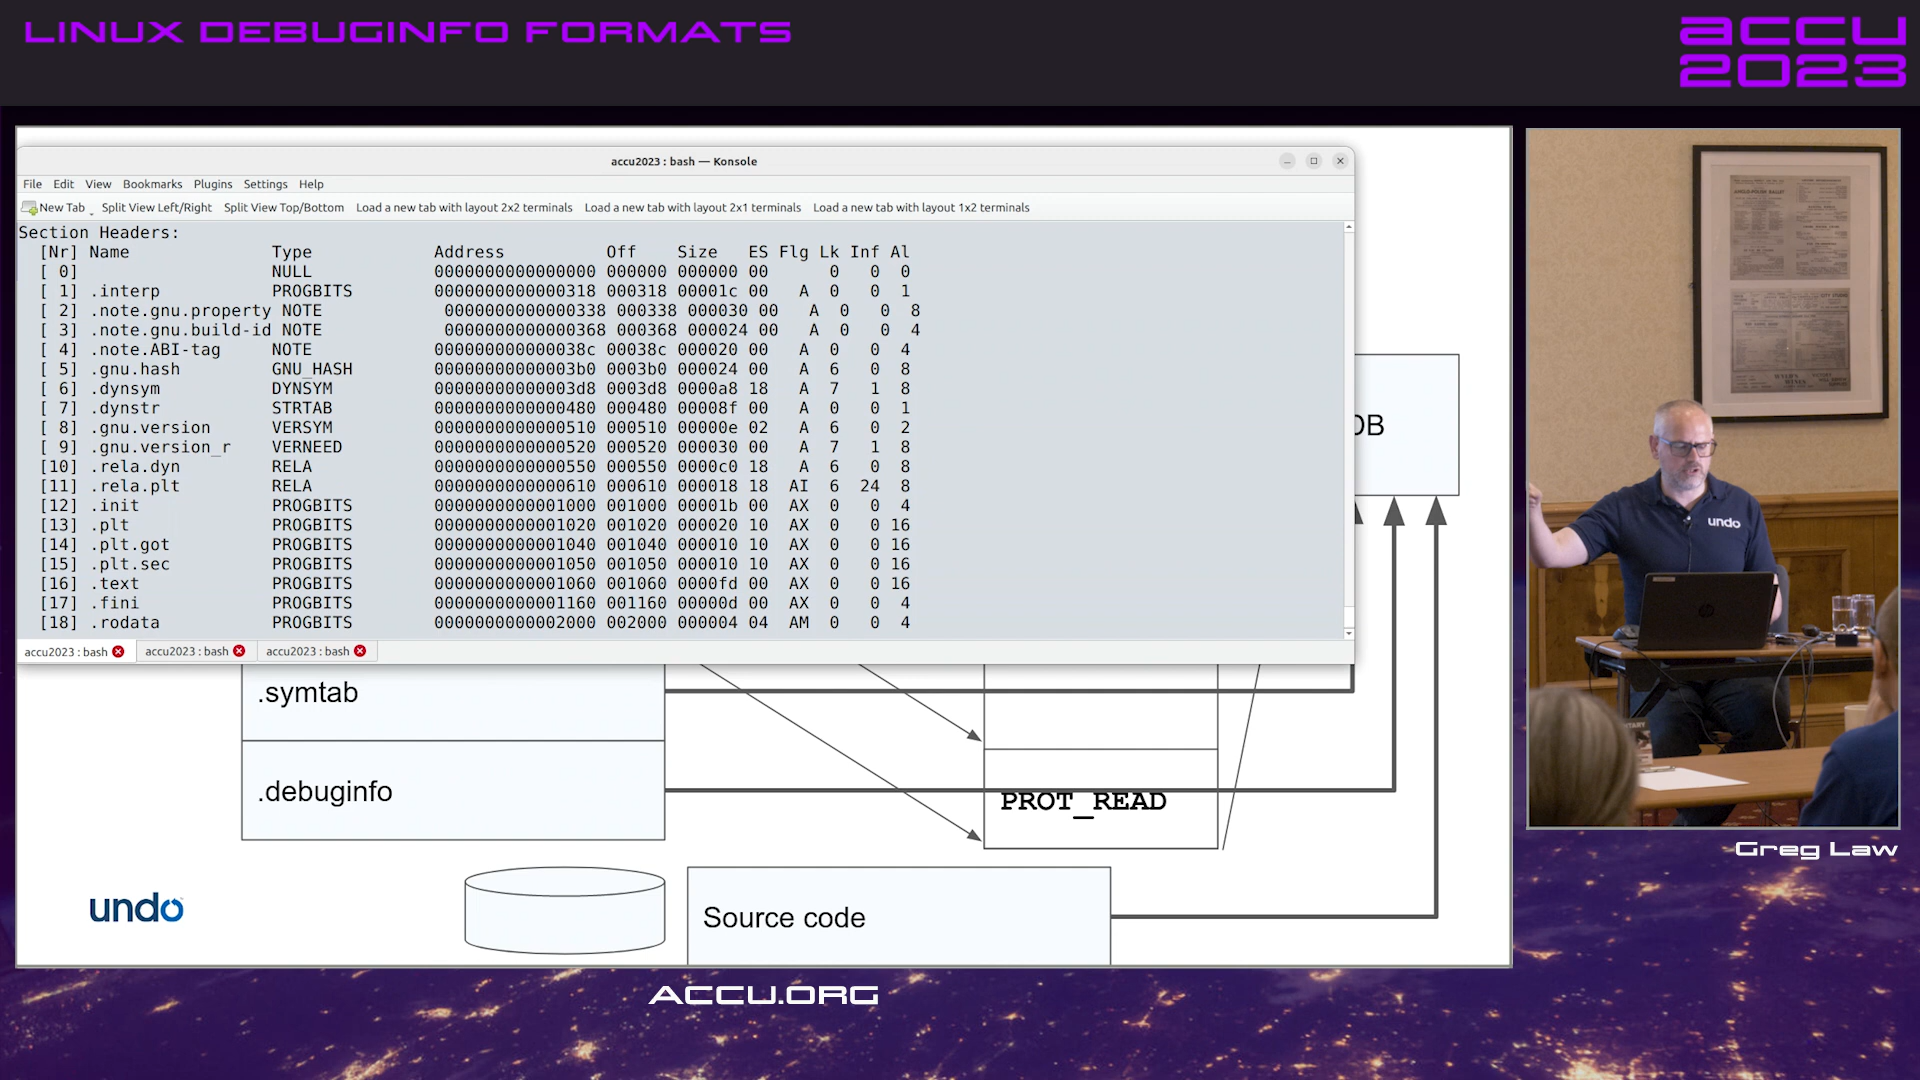 LINUX DEBUGINFO FORMATS
accu
2023
accu2023 : bash — Konsole
File Edit View Bookmarks Plugins Settings Help
New Tab Split View Left/Right Split View Top/Bottom Load a new tab with layout 2x2 terminals Load a new tab with layout 2x1 terminals Load a new tab with layout 1x2 terminals
Section Headers:
[Nr] Name Type Address Off Size ES Flg Lk Inf Al
[ 0] NULL 0000000000000000 000000 000000 00 0 0 0
[ 1] .interp PROGBITS 0000000000000318 000318 00001c 00 A 0 0 1
[ 2] .note.gnu.property NOTE 0000000000000338 000338 000030 00 A 0 0 8
[ 3] .note.gnu.build-id NOTE 0000000000000368 000368 000024 00 A 0 0 4
[ 4] .note.ABI-tag NOTE 000000000000038c 00038c 000020 00 A 0 0 4
[ 5] .gnu.hash GNU_HASH 00000000000003b0 0003b0 000024 00 A 6 0 8
[ 6] .dynsym DYNSYM 00000000000003d8 0003d8 0000a8 18 A 7 1 8
[ 7] .dynstr STRTAB 0000000000000480 000480 00008f 00 A 0 0 1
[ 8] .gnu.version VERSYM 0000000000000510 000510 00000e 02 A 6 0 2
[ 9] .gnu.version_r VERNEED 0000000000000520 000520 000030 00 A 7 1 8
[10] .rela.dyn RELA 0000000000000550 000550 0000c0 18 A 6 0 8
[11] .rela.plt RELA 0000000000000610 000610 000018 18 AI 6 24 8
[12] .init PROGBITS 0000000000001000 001000 00001b 00 AX 0 0 4
[13] .plt PROGBITS 0000000000001020 001020 000020 10 AX 0 0 16
[14] .plt.got PROGBITS 0000000000001040 001040 000010 10 AX 0 0 16
[15] .plt.sec PROGBITS 0000000000001050 001050 000010 10 AX 0 0 16
[16] .text PROGBITS 0000000000001060 001060 0000fd 00 AX 0 0 16
[17] .fini PROGBITS 0000000000001160 001160 00000d 00 AX 0 0 4
[18] .rodata PROGBITS 0000000000002000 002000 000004 04 AM 0 0 4
accu2023 : bash accu2023 : bash accu2023 : bash
DB
.symtab
.debuginfo
PROT_READ
Source code
undo
undo
Greg Law
ACCU.ORG